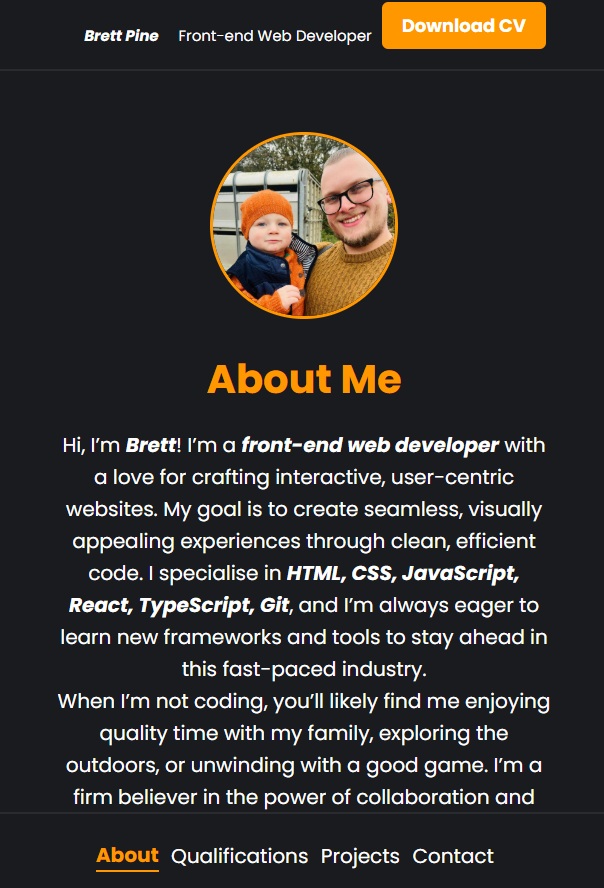 Brett Pine Front-end Web Developer Download CV
About Me
Hi, I’m Brett! I’m a front-end web developer with
a love for crafting interactive, user-centric
websites. My goal is to create seamless, visually
appealing experiences through clean, efficient
code. I specialise in HTML, CSS, JavaScript,
React, TypeScript, Git, and I’m always eager to
learn new frameworks and tools to stay ahead in
this fast-paced industry.
When I’m not coding, you’ll likely find me enjoying
quality time with my family, exploring the
outdoors, or unwinding with a good game. I’m a
firm believer in the power of collaboration and
About Qualifications Projects Contact